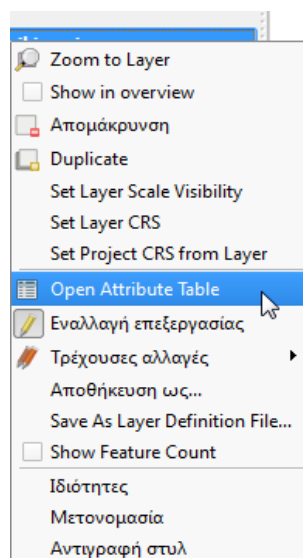 Zoom to Layer
Show in overview
Απομάκρυνση
Duplicate
Set Layer Scale Visibility
Set Layer CRS
Set Project CRS from Layer
Open Attribute Table
Εναλλαγή επεξεργασίας
Τρέχουσες αλλαγές
Αποθήκευση ως...
Save As Layer Definition File...
Show Feature Count
Ιδιότητες
Μετονομασία
Αντιγραφή στυλ